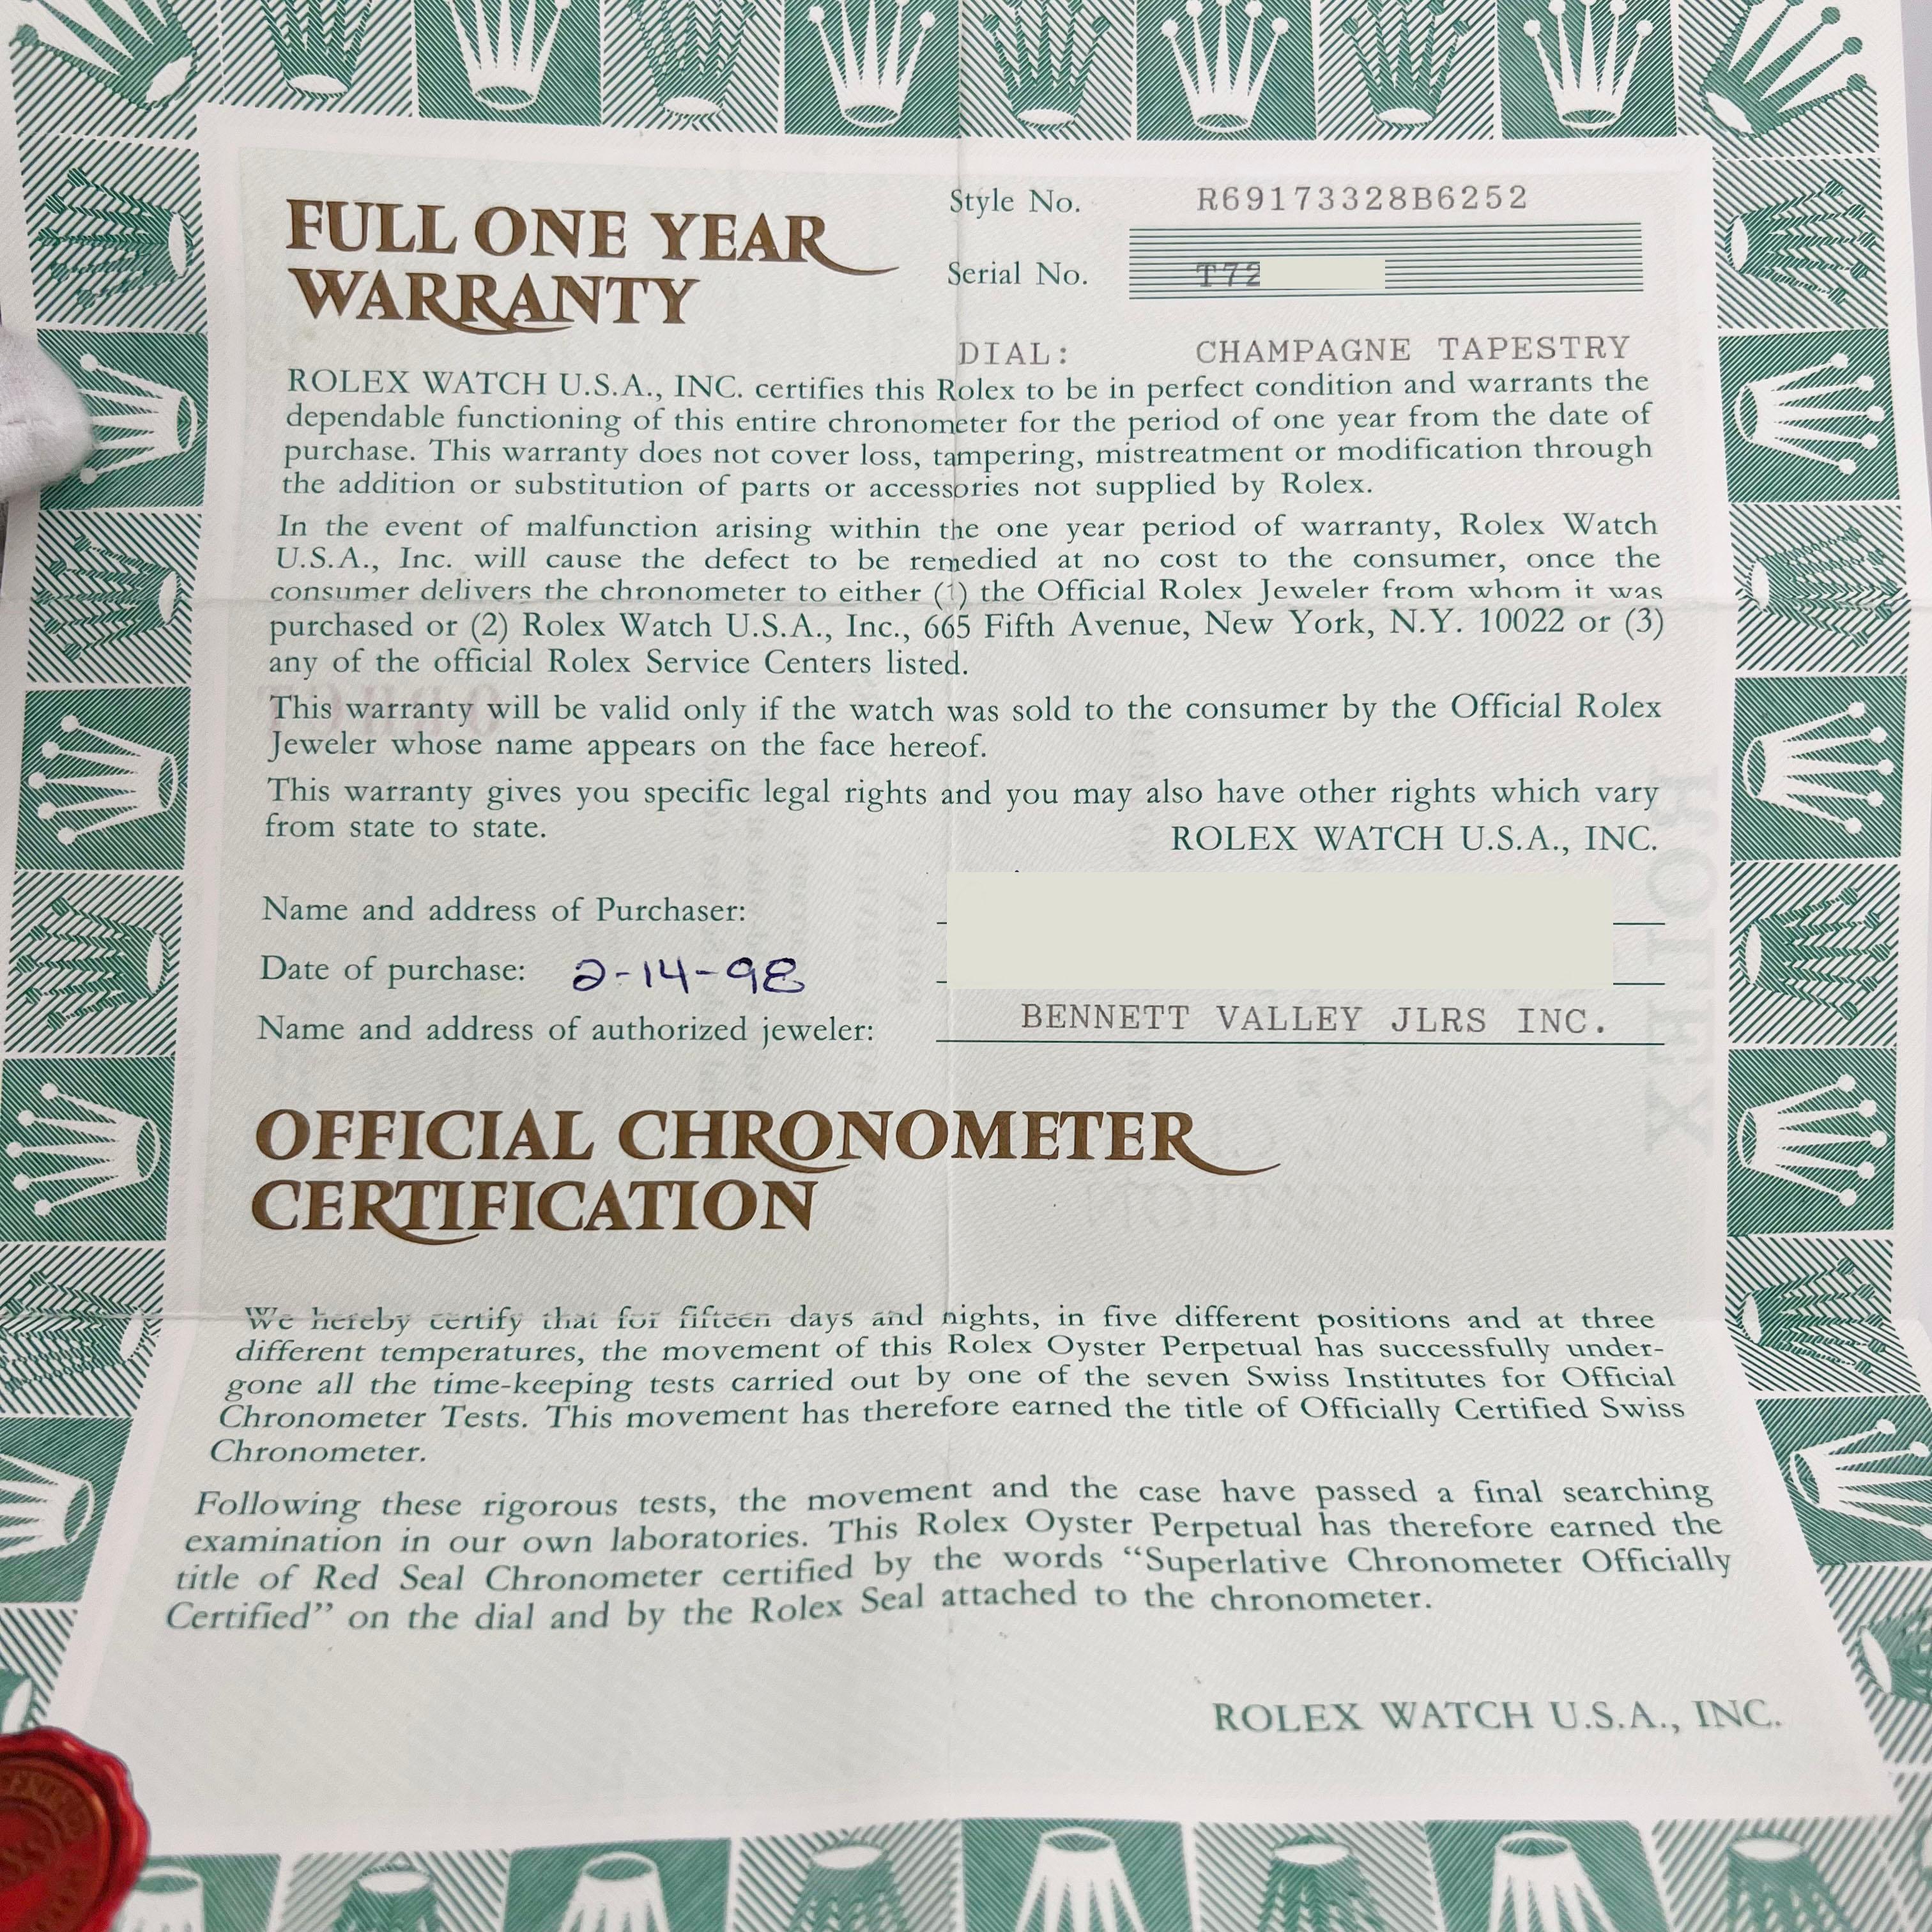 FULL ONE YEAR
WARRANTY
Style No. R69173328B6252
Serial No. T72
DIAL: CHAMPAGNE TAPESTRY
ROLEX WATCH U.S.A., INC. certifies this Rolex to be in perfect condition and warrants the
dependable functioning of this entire chronometer for the period of one year from the date of
purchase. This warranty does not cover loss, tampering, mistreatment or modification through
the addition or substitution of parts or accessories not supplied by Rolex.
In the event of malfunction arising within the one year period of warranty, Rolex Watch
U.S.A., Inc. will cause the defect to be remedied at no cost to the consumer, once the
consumer delivers the chronometer to either (1) the Official Rolex Jeweler from whom it was
purchased or (2) Rolex Watch U.S.A., Inc., 665 Fifth Avenue, New York, N.Y. 10022 or (3)
any of the official Rolex Service Centers listed.
This warranty will be valid only if the watch was sold to the consumer by the Official Rolex
Jeweler whose name appears on the face hereof.
This warranty gives you specific legal rights and you may also have other rights which vary
from state to state.
ROLEX WATCH U.S.A., INC.
Name and address of Purchaser:
Date of purchase: 2-14-98
Name and address of authorized jeweler: BENNETT VALLEY JLRS INC.
OFFICIAL CHRONOMETER
CERTIFICATION
We hereby certify that for fifteen days and nights, in five different positions and at three
different temperatures, the movement of this Rolex Oyster Perpetual has successfully under-
gone all the time-keeping tests carried out by one of the seven Swiss Institutes for Official
Chronometer Tests. This movement has therefore earned the title of Officially Certified Swiss
Chronometer.
Following these rigorous tests, the movement and the case have passed a final searching
examination in our own laboratories. This Rolex Oyster Perpetual has therefore earned the
title of Red Seal Chronometer certified by the words “Superlative Chronometer Officially
Certified” on the dial and by the Rolex Seal attached to the chronometer.
ROLEX WATCH U.S.A., INC.